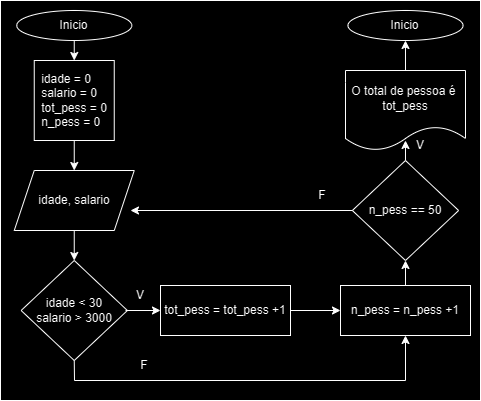 Inicio
idade = 0
salario = 0
tot_pess = 0
n_pess = 0
idade, salario
idade < 30
salario > 3000
V
tot_pess = tot_pess +1
n_pess = n_pess +1
F
n_pess == 50
F
V
O total de pessoa é
tot_pess
Inicio